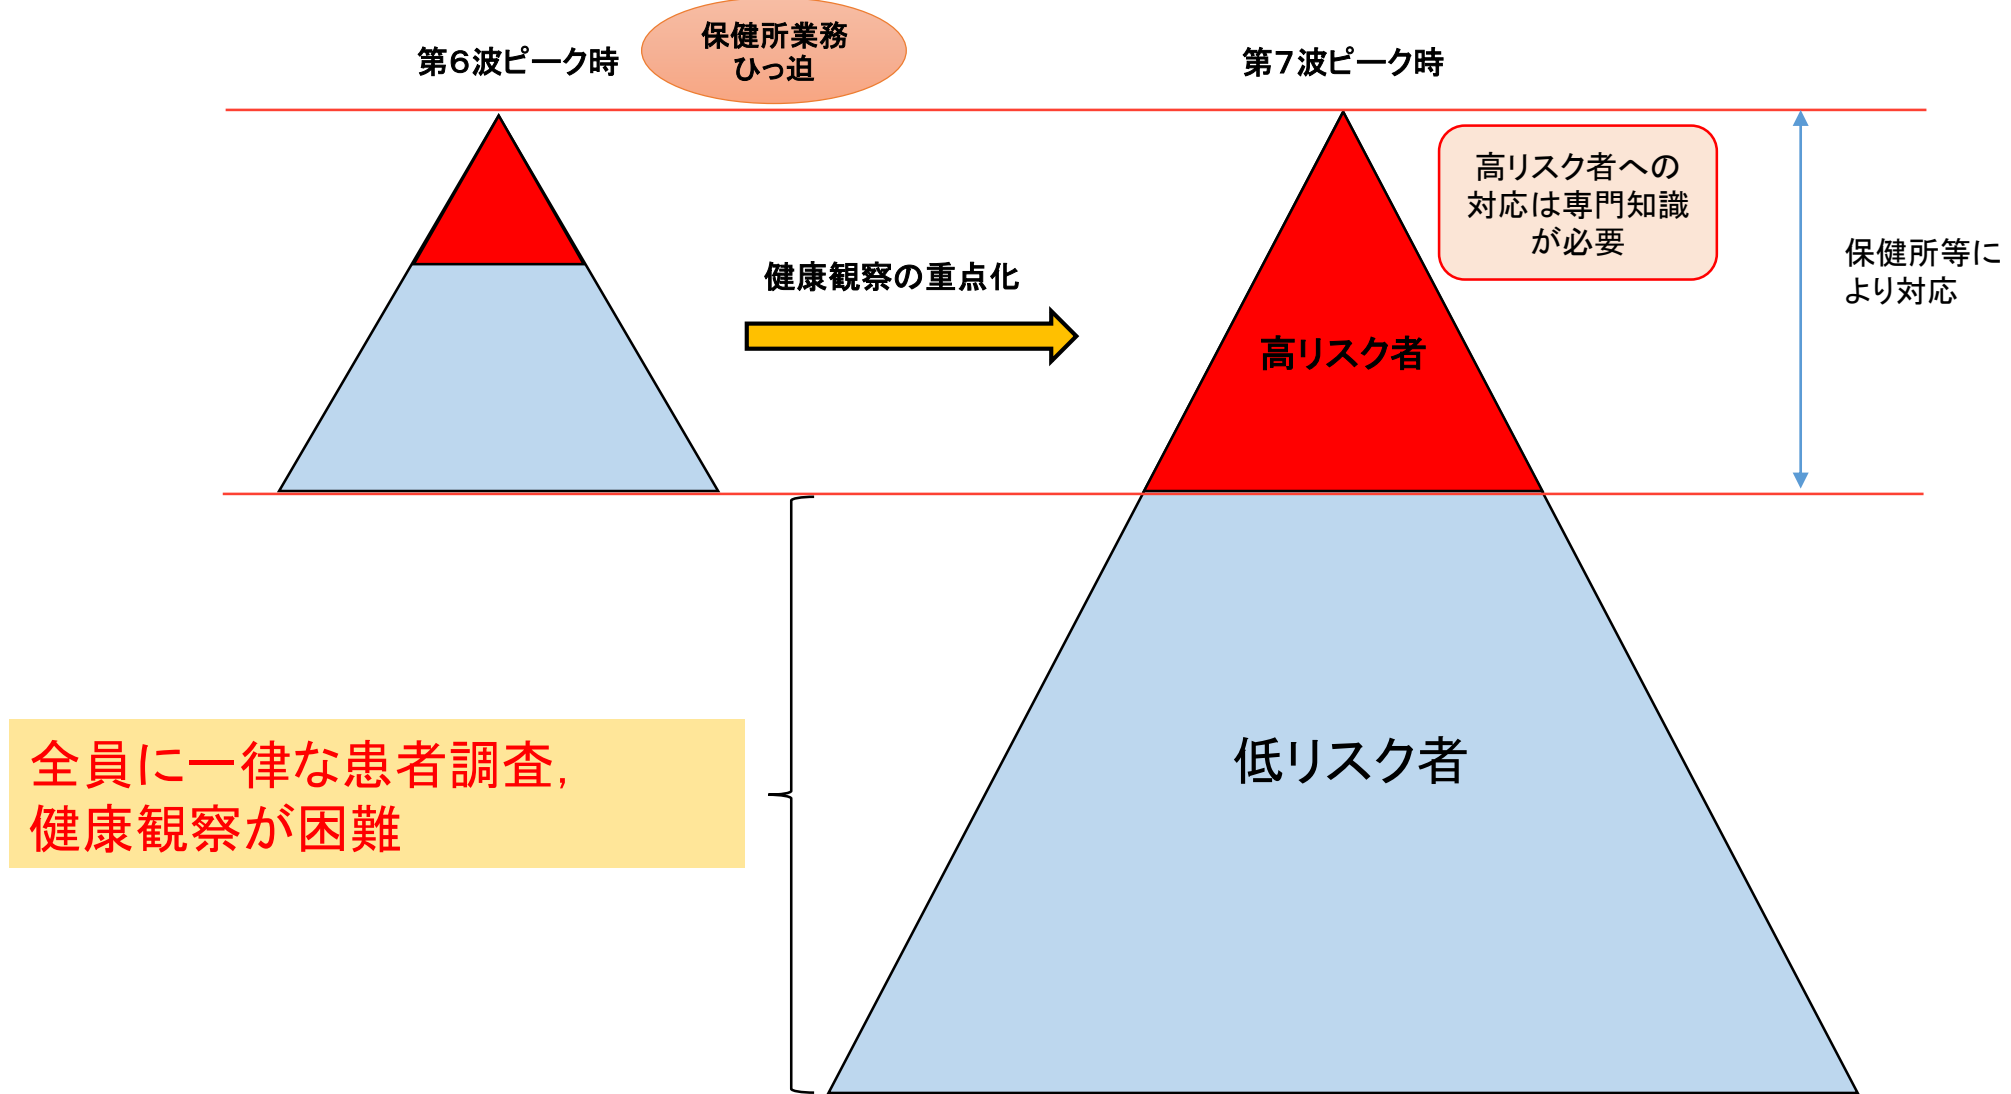 第６波ピーク時
保健所業務
ひっ迫
第７波ピーク時
高リスク者への
対応は専門知識
が必要
保健所等に
より対応
健康観察の重点化
高リスク者
低リスク者
全員に一律な患者調査,
健康観察が困難